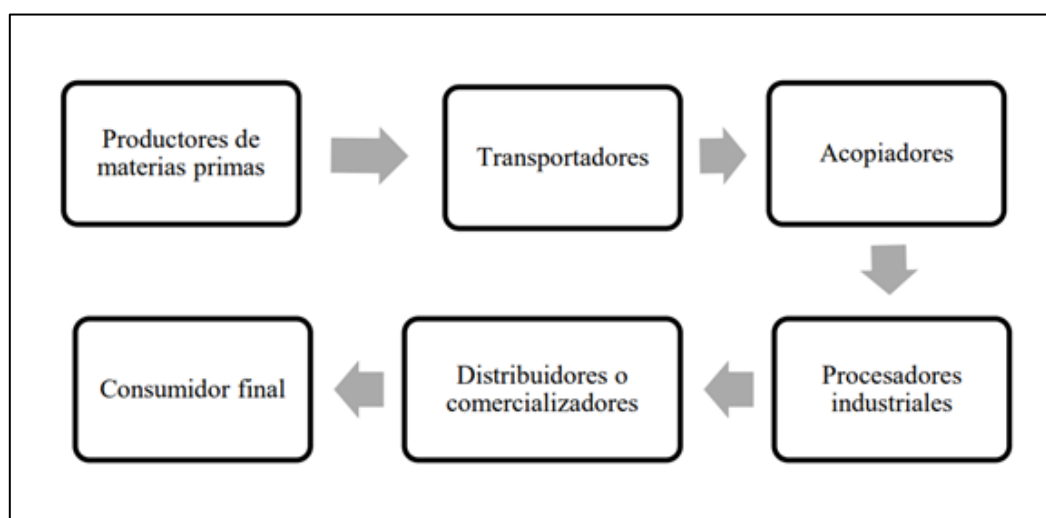 Productores de
materias primas
Transportadores
Acopiadores
Procesadores
industriales
Distribuidores o
comercializadores
Consumidor final